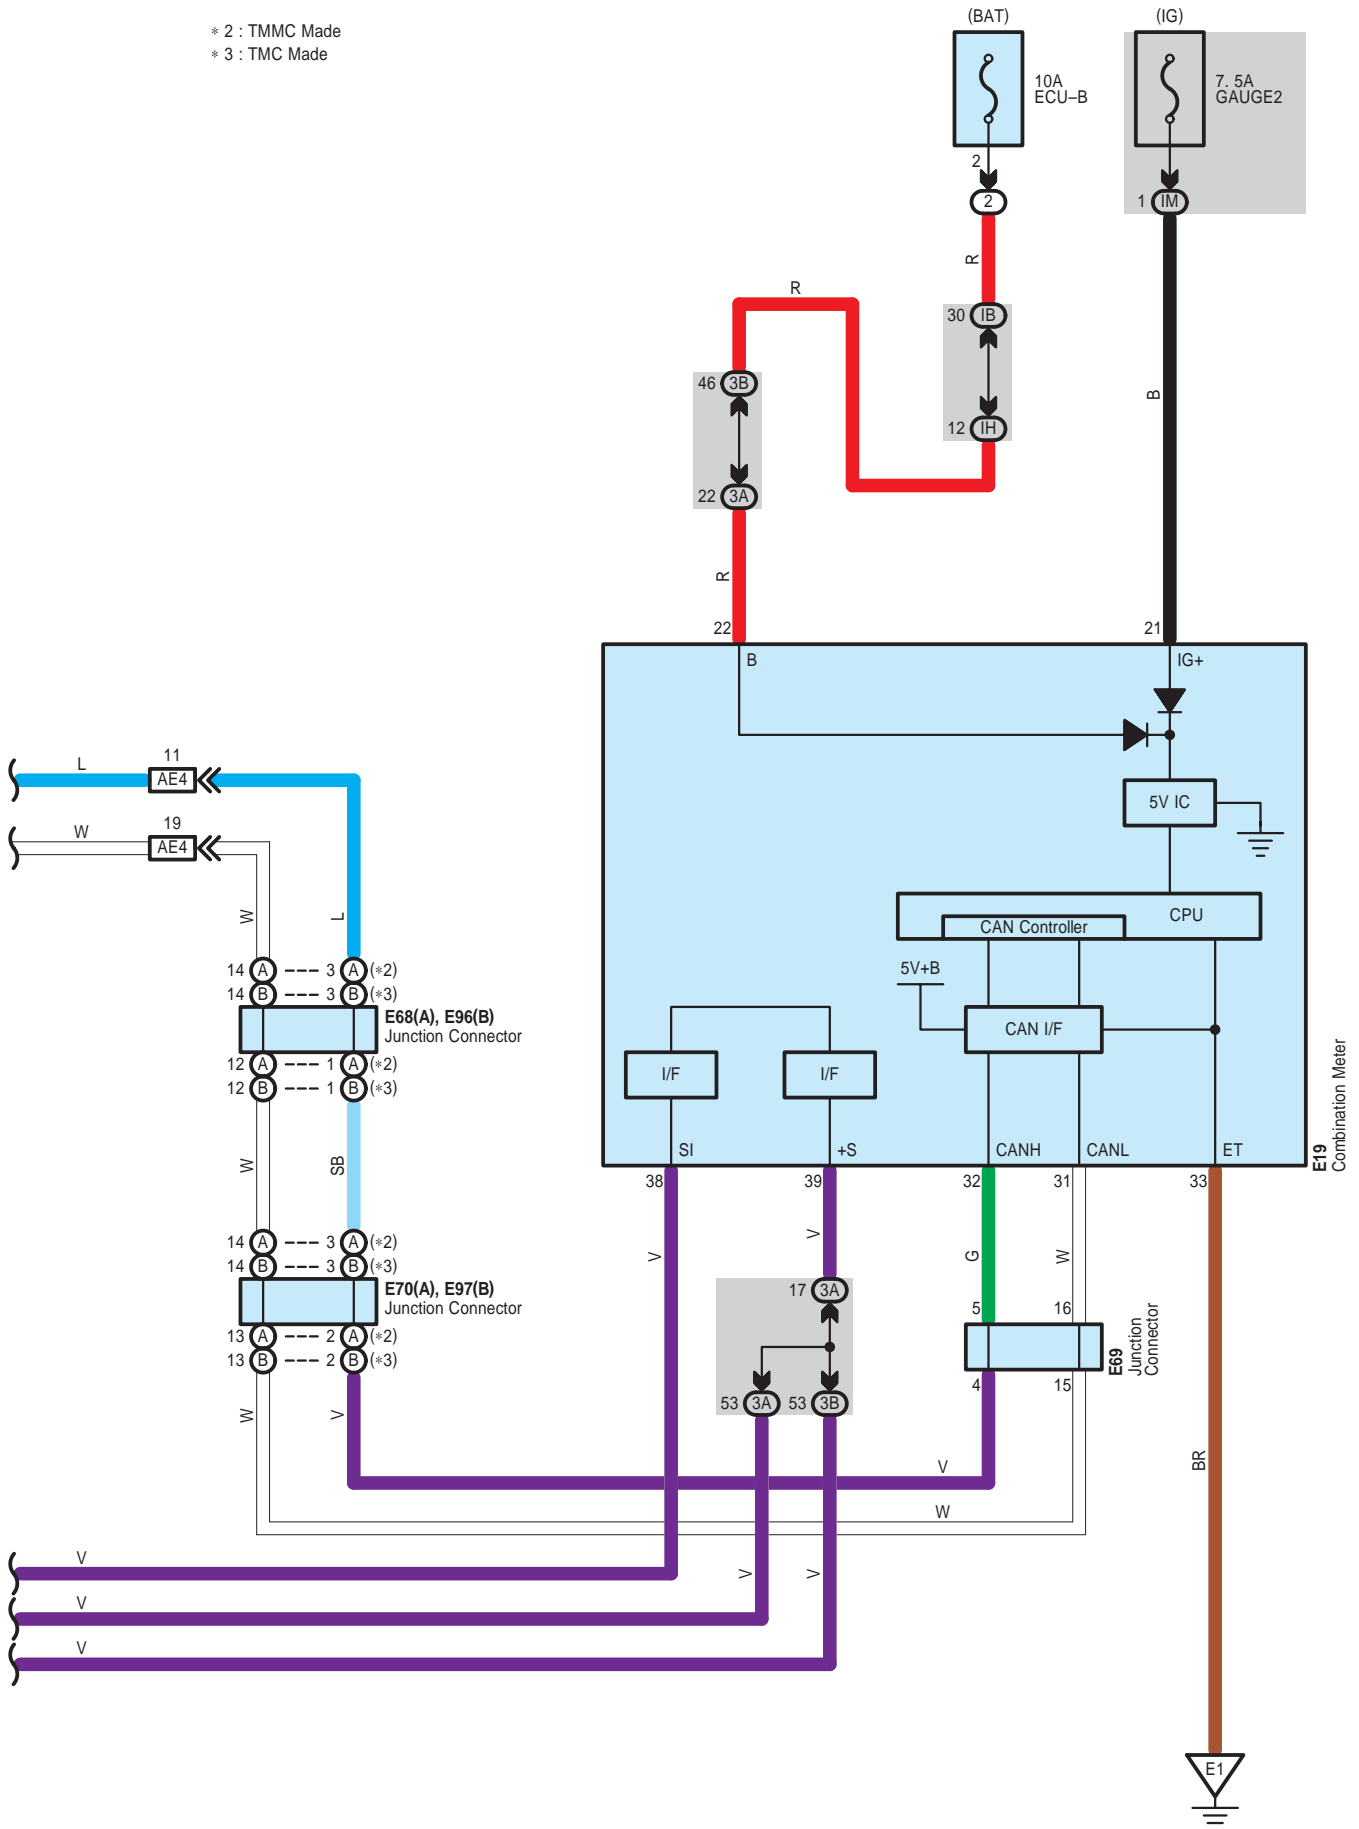 * 2 : TMMC Made
* 3 : TMC Made
(BAT)
(IG)
10A
ECU–B
7. 5A
GAUGE2
2
2
1 IM
R
R
30 IB
46 3B
B
12 IH
22 3A
R
22
21
B
IG+
11
L
AE4
5V IC
19
W
AE4
CPU
CAN Controller
W
L
5V+B
14 A 3 A (*2)
14 B 3 B (*3)
E68(A), E96(B)
Junction Connector
CAN I/F
12 A 1 A (*2)
12 B 1 B (*3)
I/F
I/F
E19
Combination Meter
SI
+S
CANH
CANL
ET
W
SB
38
39
32
31
33
V
V
G
W
14 A 3 A (*2)
14 B 3 B (*3)
E70(A), E97(B)
Junction Connector
17 3A
5
16
13 A 2 A (*2)
13 B 2 B (*3)
E69
Junction
Connector
4
15
53 3A
53 3B
W
V
V
BR
W
V
V
V
V
V
E1